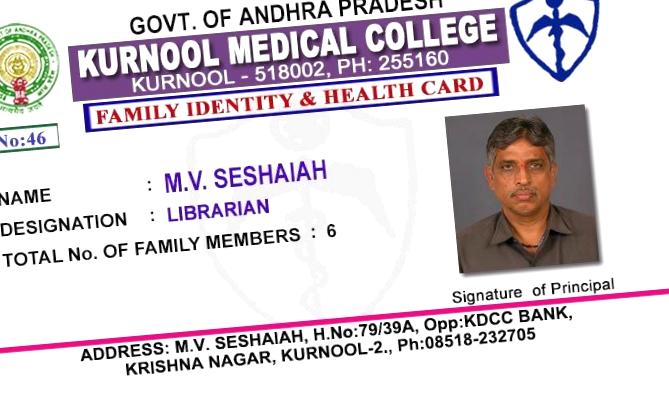 GOVT. OF ANDHRA PRADESH
KURNOOL MEDICAL COLLEGE
KURNOOL - 518002, PH: 255160
FAMILY IDENTITY & HEALTH CARD
No:46
NAME : M.V. SESHAIAH
DESIGNATION : LIBRARIAN
TOTAL No. OF FAMILY MEMBERS : 6
Signature of Principal
ADDRESS: M.V. SESHAIAH, H.No:79/39A, Opp:KDCC BANK,
KRISHNA NAGAR, KURNOOL-2., Ph:08518-232705